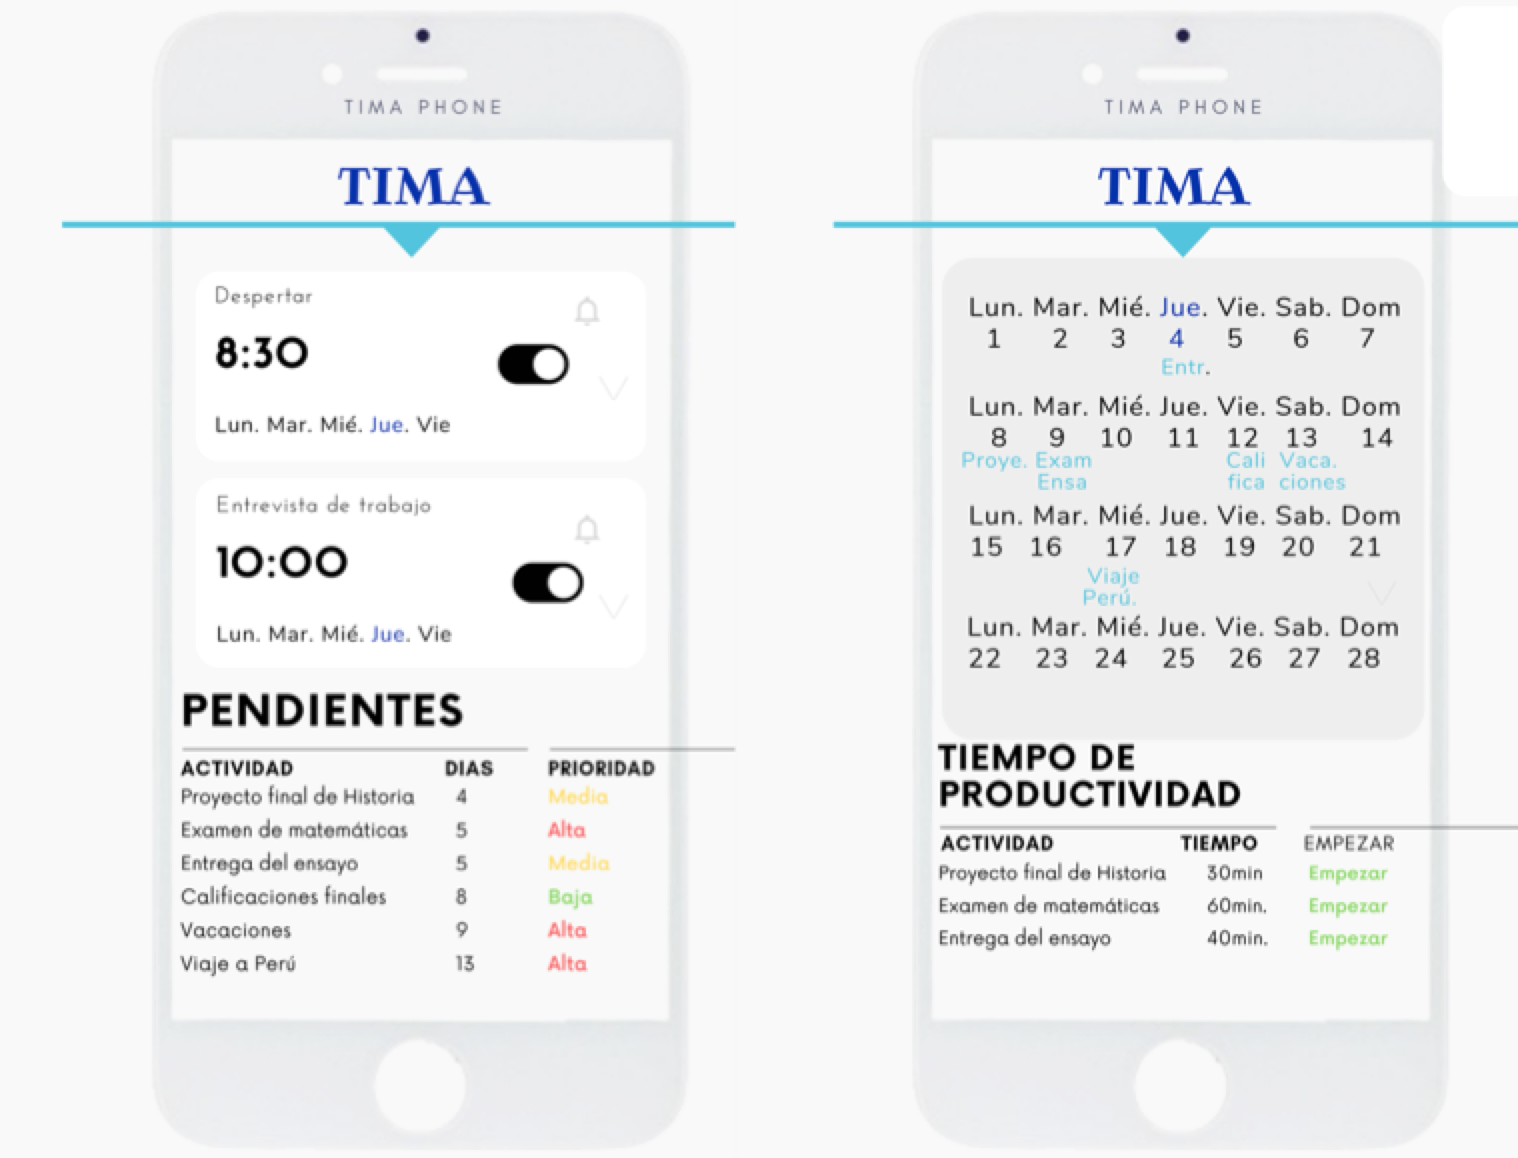 TIMA PHONE
TIMA
Despertar
8:30
Lun. Mar. Mié. Jue. Vie
Entrevista de trabajo
10:00
Lun. Mar. Mié. Jue. Vie
PENDIENTES
ACTIVIDAD DIAS PRIORIDAD
Proyecto final de Historia 4 Media
Examen de matemáticas 5 Alta
Entrega del ensayo 5 Media
Calificaciones finales 8 Baja
Vacaciones 9 Alta
Viaje a Perú 13 Alta
TIMA PHONE
TIMA
Lun. Mar. Mié. Jue. Vie. Sab. Dom
1 2 3 4 5 6 7
Entr.
Lun. Mar. Mié. Jue. Vie. Sab. Dom
8 9 10 11 12 13 14
Proye. Exam Cali Vaca.
Ensa fica ciones
Lun. Mar. Mié. Jue. Vie. Sab. Dom
15 16 17 18 19 20 21
Viaje
Perú.
Lun. Mar. Mié. Jue. Vie. Sab. Dom
22 23 24 25 26 27 28
TIEMPO DE
PRODUCTIVIDAD
ACTIVIDAD TIEMPO EMPEZAR
Proyecto final de Historia 30min Empezar
Examen de matemáticas 60min. Empezar
Entrega del ensayo 40min. Empezar